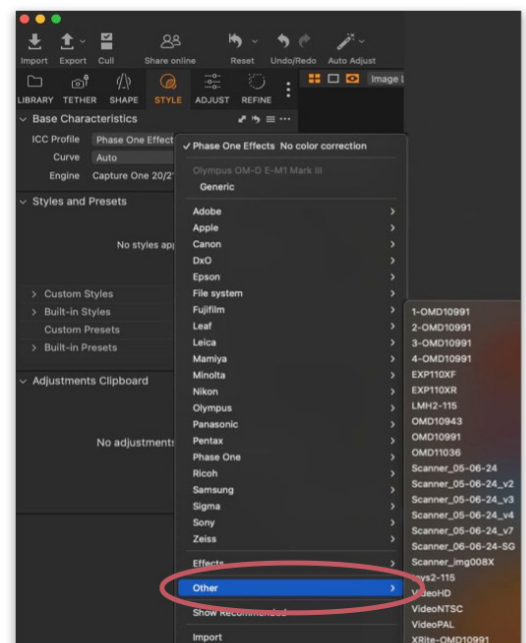 Import Export Cull Share online Reset Undo/Redo Auto Adjust
LIBRARY TETHER SHAPE STYLE ADJUST REFINE
Base Characteristics
ICC Profile Phase One Effect
Curve Auto
Engine Capture One 20/2
Styles and Presets
No styles app
Custom Styles
Built-in Styles
Custom Presets
Built-in Presets
Adjustments Clipboard
No adjustments
Phase One Effects No color correction
Olympus OM-D E-M1 Mark III
Generic
Adobe
Apple
Canon
DxO
Epson
File system
Fujifilm
Leaf
Leica
Mamiya
Minolta
Nikon
Olympus
Panasonic
Pentax
Phase One
Ricoh
Samsung
Sigma
Sony
Zeiss
Effects
Other
Show Recommended
Import
1-OMD10991
2-OMD10991
3-OMD10991
4-OMD10991
EXP110XF
EXP110XR
LMH2-115
OMD10943
OMD10991
OMD11036
Scanner_05-06-24
Scanner_05-06-24_v2
Scanner_05-06-24_v3
Scanner_05-06-24_v4
Scanner_05-06-24_v7
Scanner_06-06-24-SG
Scanner_img008X
VideoHD
VideoNTSC
VideoPAL
XRite-OMD10991